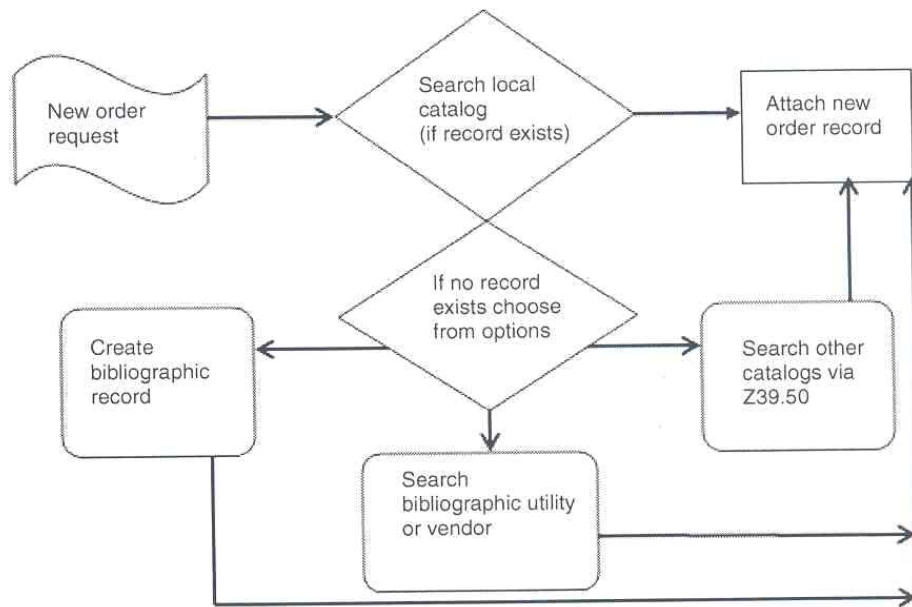 New order
request
Search local
catalog
(if record exists)
Attach new
order record
If no record
exists choose
from options
Create
bibliographic
record
Search other
catalogs via
Z39.50
Search
bibliographic utility
or vendor